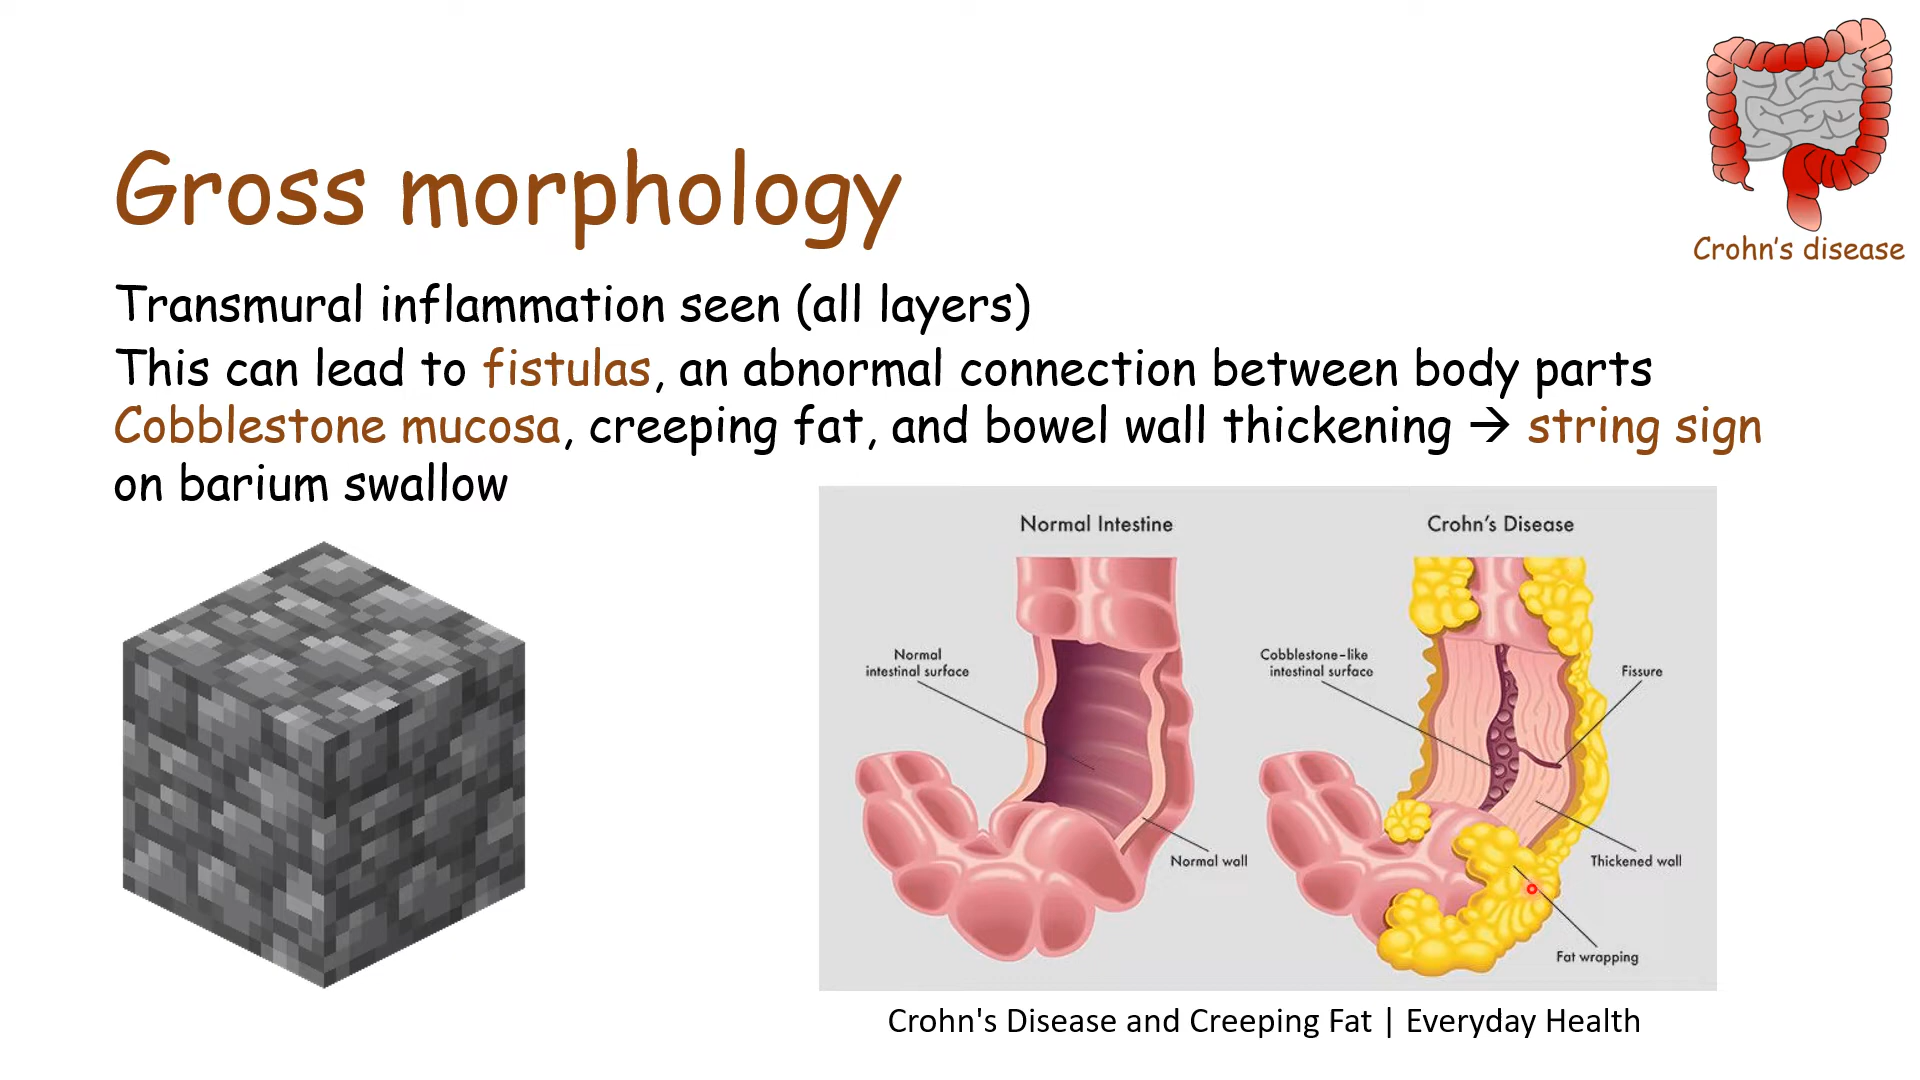 Crohn's disease
Gross morphology
Transmural inflammation seen (all layers)
This can lead to fistulas, an abnormal connection between body parts
Cobblestone mucosa, creeping fat, and bowel wall thickening → string sign
on barium swallow
Normal Intestine
Crohn's Disease
Normal
intestinal surface
Cobblestone-like
intestinal surface
Fissure
Normal wall
Thickened wall
Fat wrapping
Crohn's Disease and Creeping Fat | Everyday Health